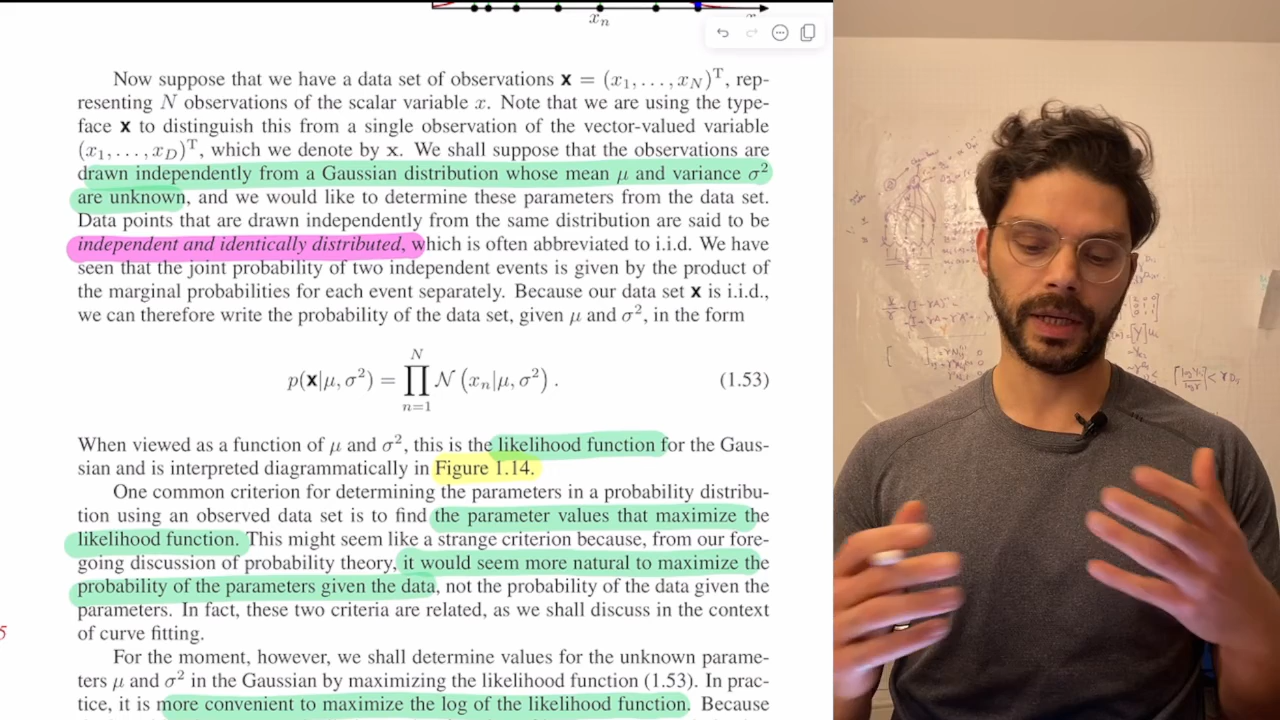 xn
Now suppose that we have a data set of observations x = (x1, . . . , xN)T, rep-
resenting N observations of the scalar variable x. Note that we are using the type-
face x to distinguish this from a single observation of the vector-valued variable
(x1, . . . , xD)T, which we denote by x. We shall suppose that the observations are
drawn independently from a Gaussian distribution whose mean μ and variance σ2
are unknown, and we would like to determine these parameters from the data set.
Data points that are drawn independently from the same distribution are said to be
independent and identically distributed, which is often abbreviated to i.i.d. We have
seen that the joint probability of two independent events is given by the product of
the marginal probabilities for each event separately. Because our data set x is i.i.d.,
we can therefore write the probability of the data set, given μ and σ2, in the form
p(x|μ, σ2) = ∏ N n=1 N (xn|μ, σ2) . (1.53)
When viewed as a function of μ and σ2, this is the likelihood function for the Gaus-
sian and is interpreted diagrammatically in Figure 1.14.
One common criterion for determining the parameters in a probability distribu-
tion using an observed data set is to find the parameter values that maximize the
likelihood function. This might seem like a strange criterion because, from our fore-
going discussion of probability theory, it would seem more natural to maximize the
probability of the parameters given the data, not the probability of the data given the
parameters. In fact, these two criteria are related, as we shall discuss in the context
of curve fitting.
5
For the moment, however, we shall determine values for the unknown parame-
ters μ and σ2 in the Gaussian by maximizing the likelihood function (1.53). In prac-
tice, it is more convenient to maximize the log of the likelihood function. Because